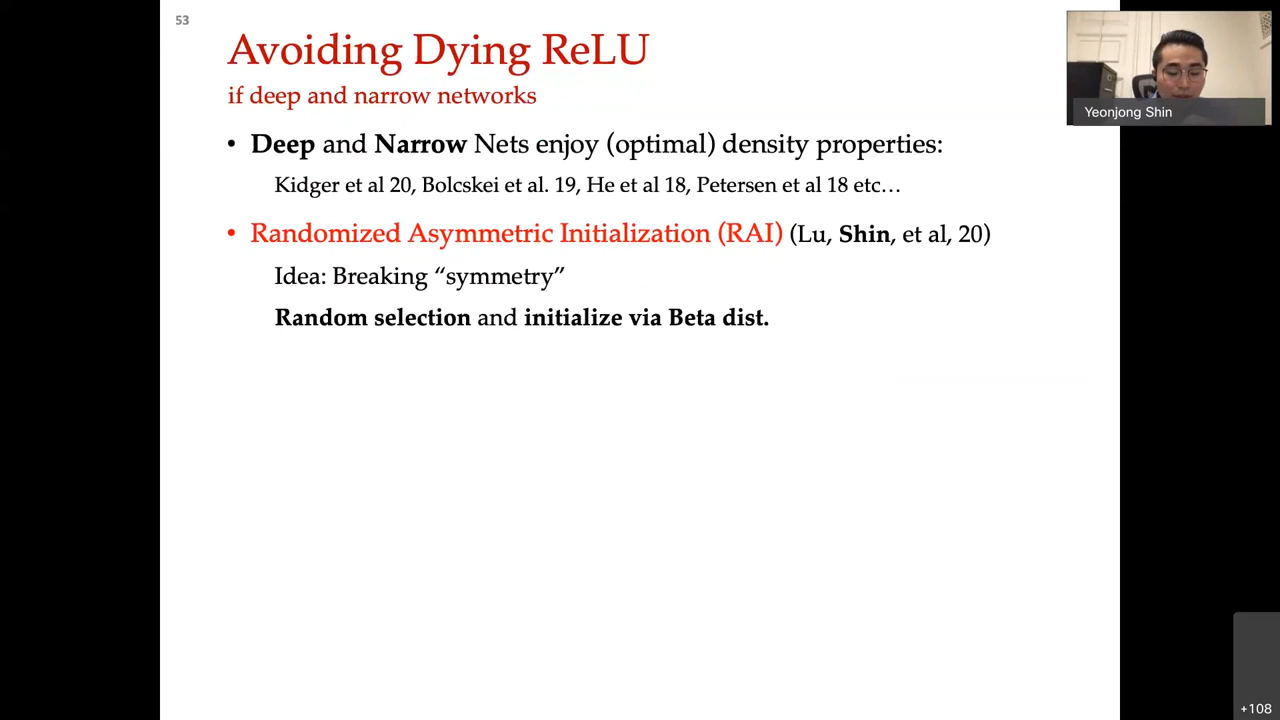 53
Avoiding Dying ReLU
if deep and narrow networks
• Deep and Narrow Nets enjoy (optimal) density properties:
Kidger et al 20, Bolcskei et al. 19, He et al 18, Petersen et al 18 etc…
• Randomized Asymmetric Initialization (RAI) (Lu, Shin, et al, 20)
Idea: Breaking “symmetry”
Random selection and initialize via Beta dist.
Yeonjong Shin
+108